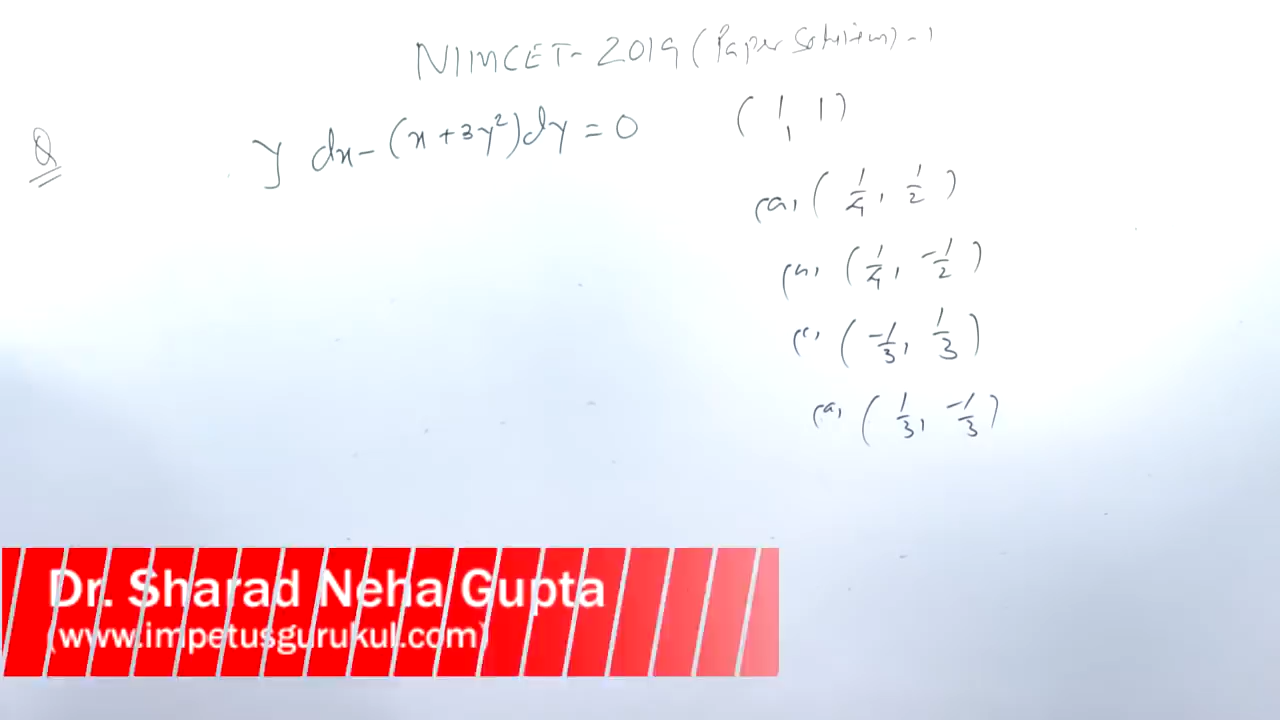 NIMCET- 2019 (Paper Solution) - 1
Q y dx - (x + 3y²) dy = 0 (1, 1)
(a) (1/4, 1/2)
(b) (1/4, -1/2)
(c) (-1/3, 1/3)
(d) (1/3, -1/3)
Dr. Sharad Neha Gupta
(www.impetusgurukul.com)